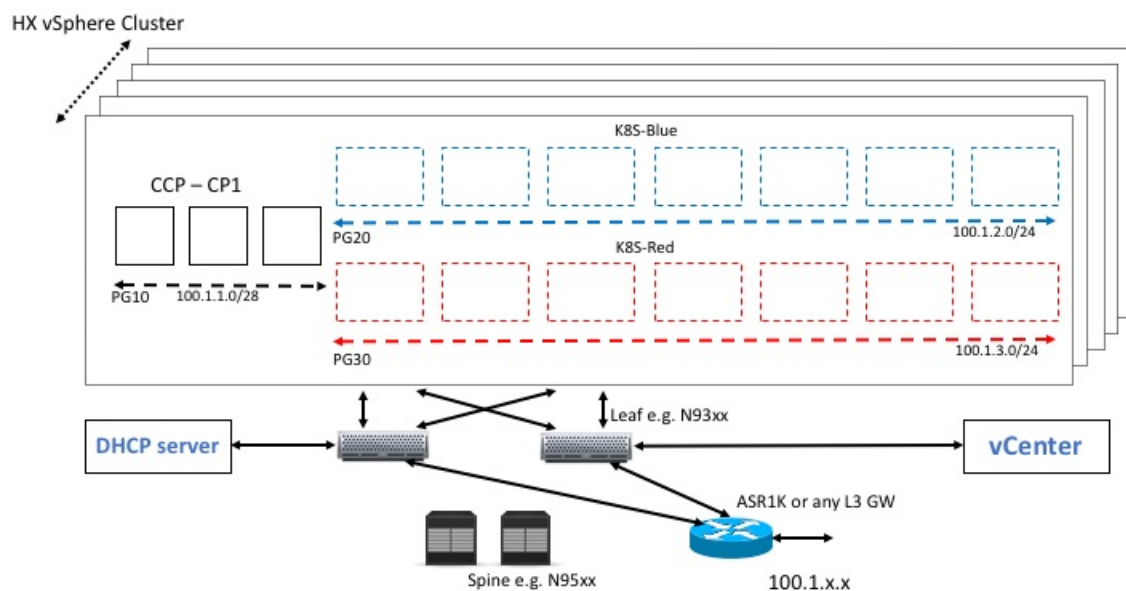 HX vSphere Cluster
K8S-Blue
CCP – CP1
PG20
100.1.2.0/24
K8S-Red
PG10
100.1.1.0/28
PG30
100.1.3.0/24
Leaf e.g. N93xx
DHCP server
vCenter
ASR1K or any L3 GW
Spine e.g. N95xx
100.1.x.x